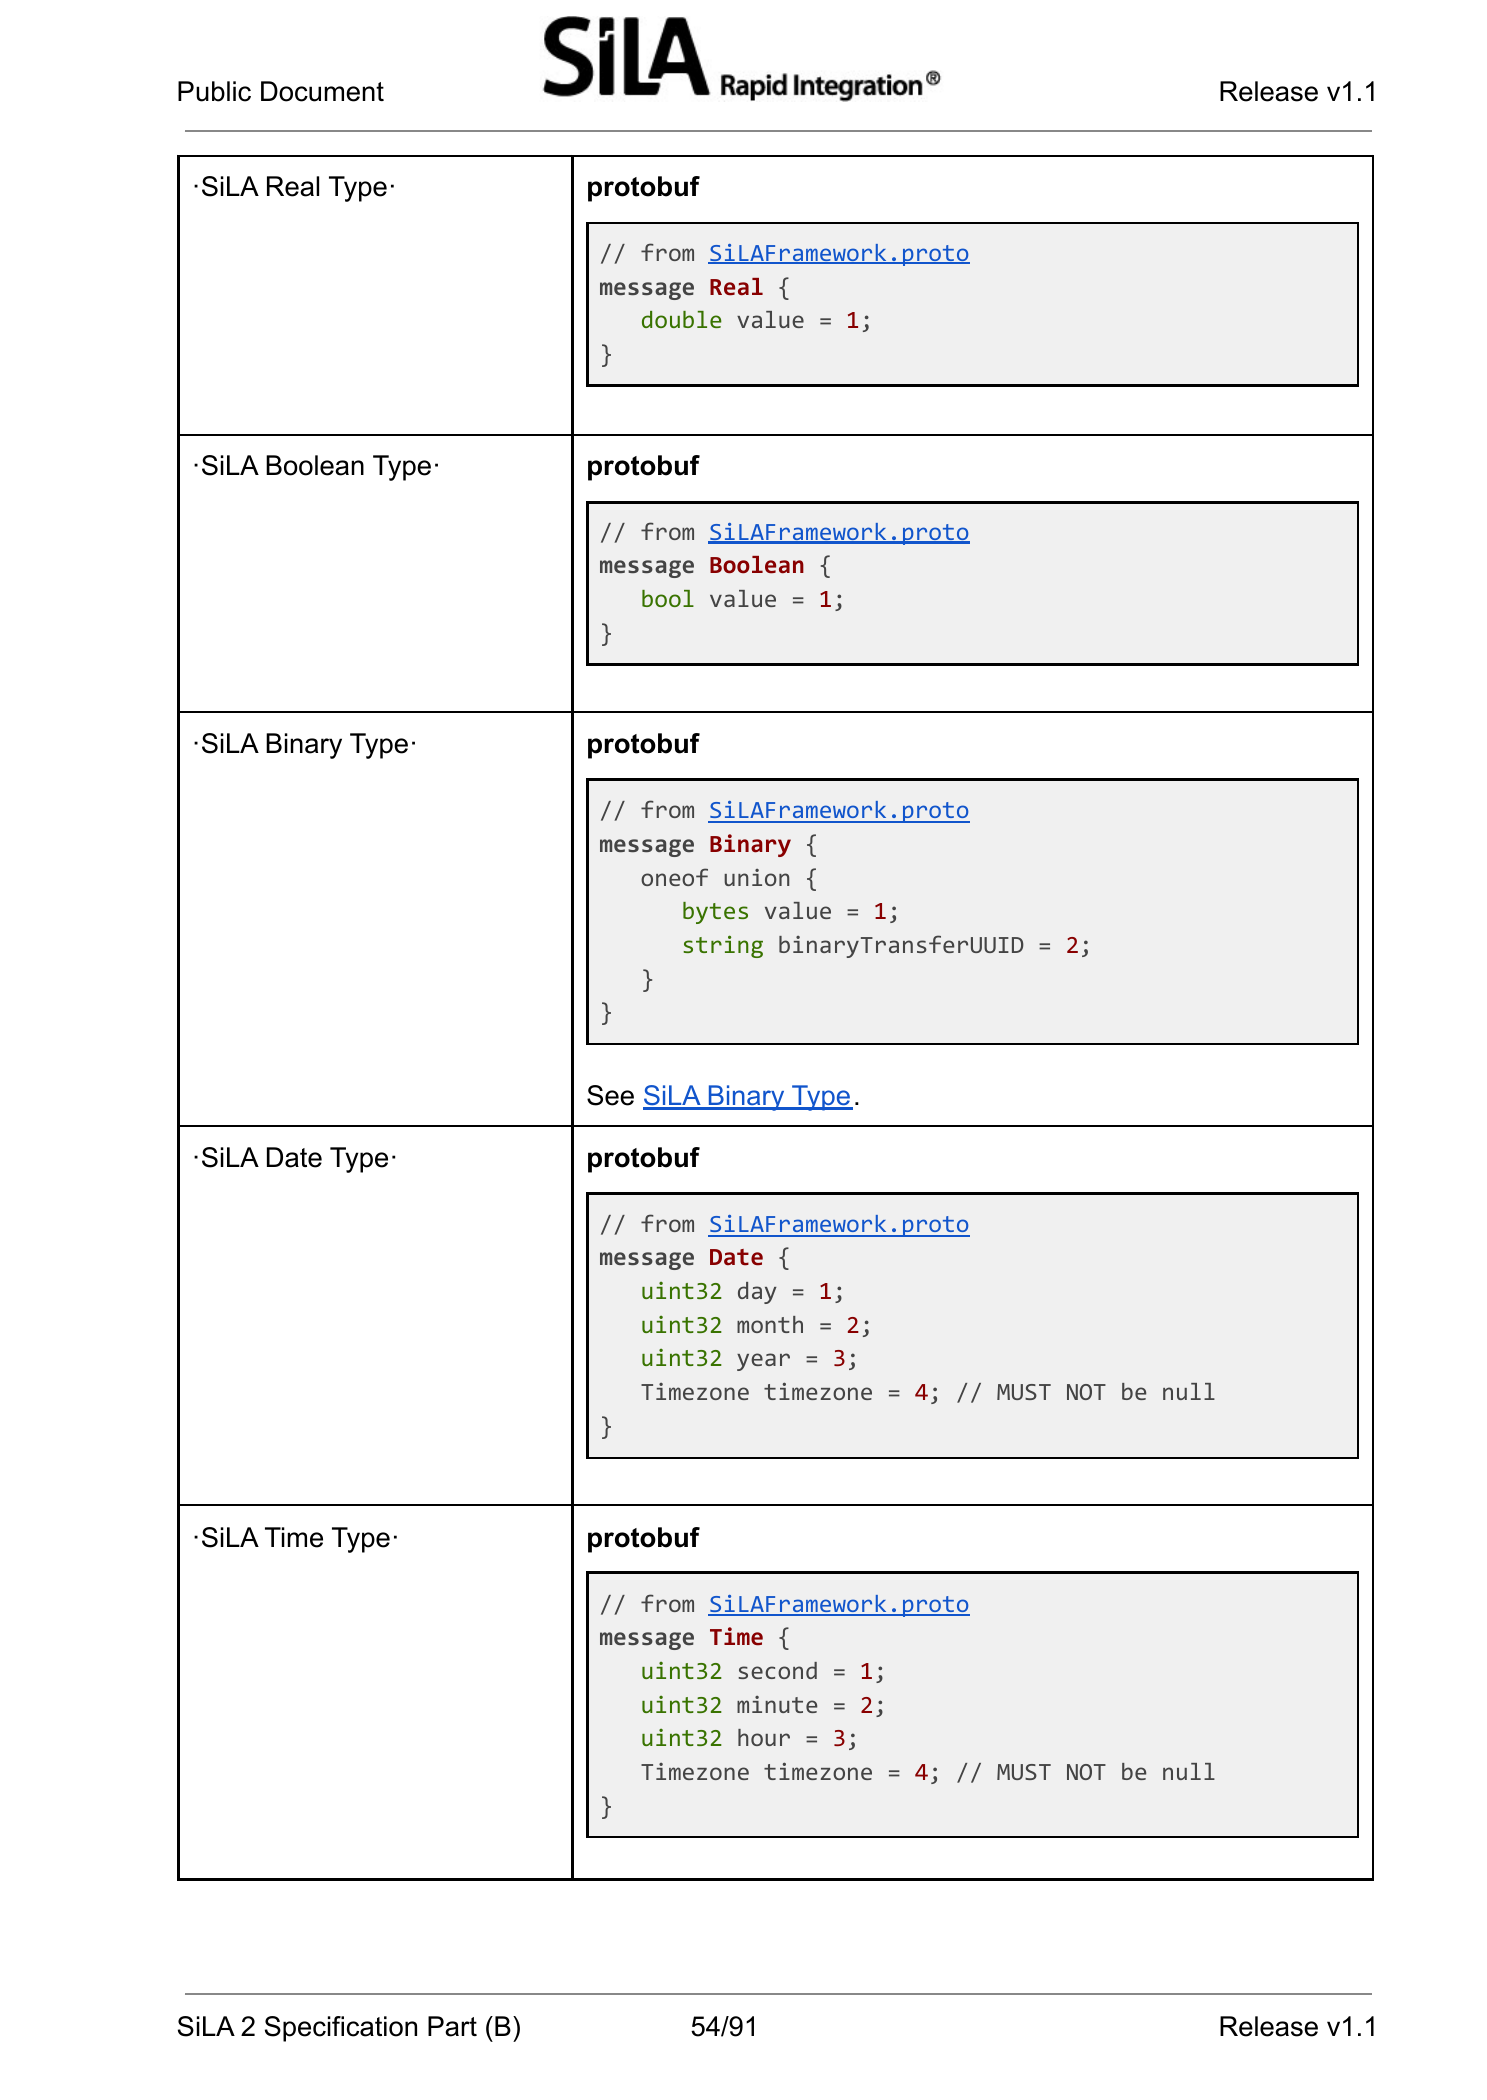 Public Document
SiLA Rapid Integration®
Release v1.1
·SiLA Real Type·
protobuf
// from SiLAFramework.proto
message Real {
   double value = 1;
}
·SiLA Boolean Type·
protobuf
// from SiLAFramework.proto
message Boolean {
   bool value = 1;
}
·SiLA Binary Type·
protobuf
// from SiLAFramework.proto
message Binary {
   oneof union {
      bytes value = 1;
      string binaryTransferUUID = 2;
   }
}
See SiLA Binary Type.
·SiLA Date Type·
protobuf
// from SiLAFramework.proto
message Date {
   uint32 day = 1;
   uint32 month = 2;
   uint32 year = 3;
   Timezone timezone = 4; // MUST NOT be null
}
·SiLA Time Type·
protobuf
// from SiLAFramework.proto
message Time {
   uint32 second = 1;
   uint32 minute = 2;
   uint32 hour = 3;
   Timezone timezone = 4; // MUST NOT be null
}
SiLA 2 Specification Part (B)
54/91
Release v1.1